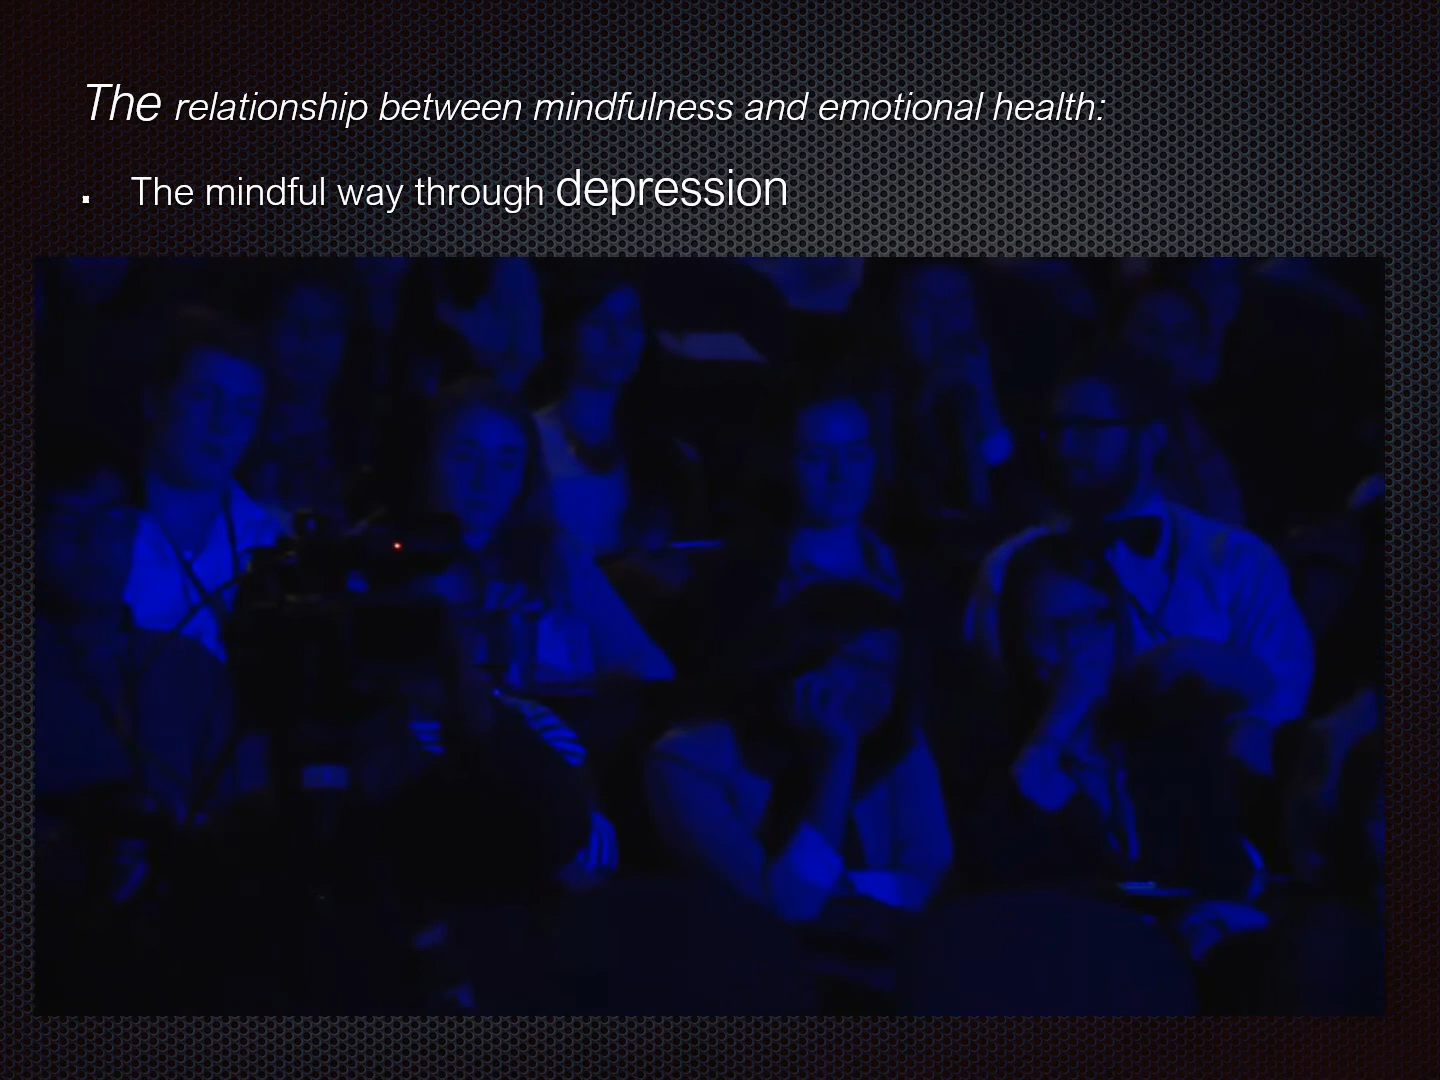 The relationship between mindfulness and emotional health:
▪ The mindful way through depression